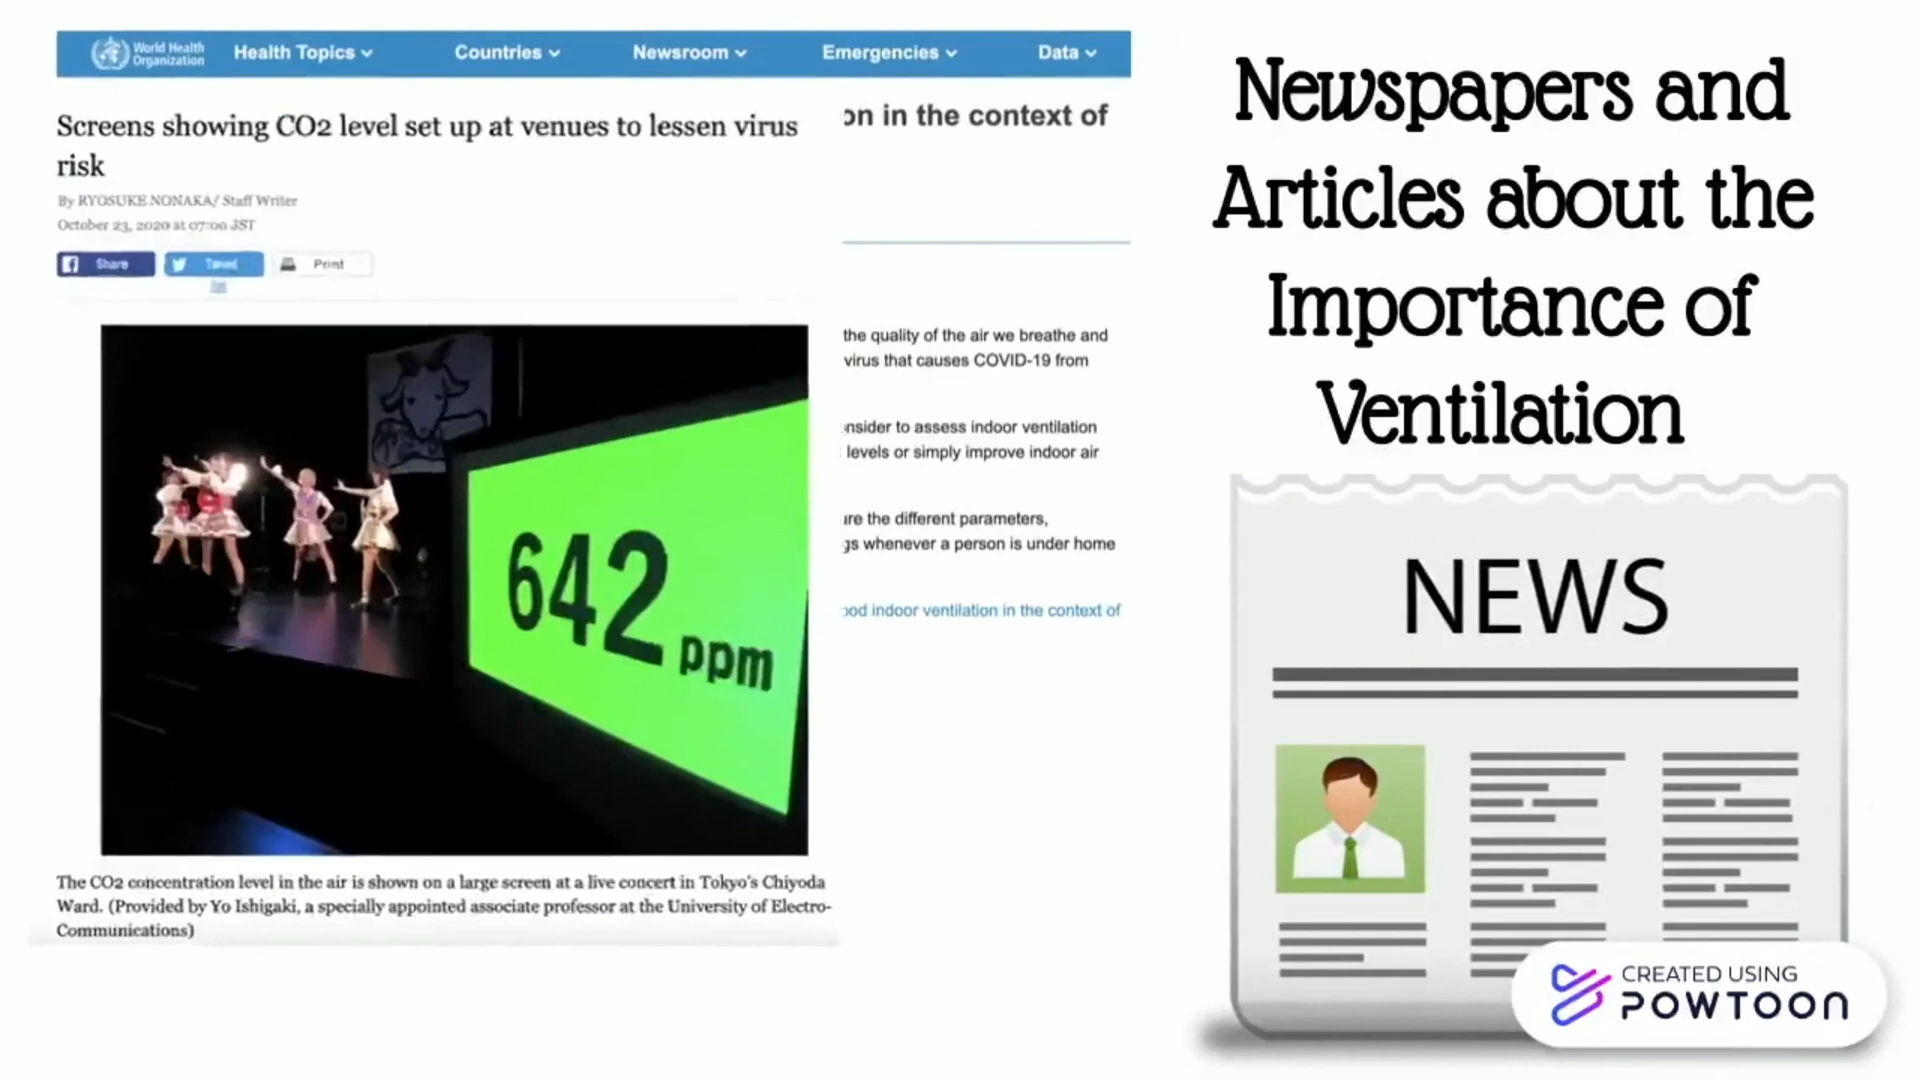 World Health
Organization
Health Topics
Countries
Newsroom
Emergencies
Data
Screens showing CO2 level set up at venues to lessen virus
risk
By RYOSUKE NONAKA/ Staff Writer
October 23, 2020 at 07:00 JST
Share
Tweet
Print
642 ppm
The CO2 concentration level in the air is shown on a large screen at a live concert in Tokyo's Chiyoda
Ward. (Provided by Yo Ishigaki, a specially appointed associate professor at the University of Electro-
Communications)
on in the context of
the quality of the air we breathe and
virus that causes COVID-19 from
to assess indoor ventilation
levels or simply improve indoor air
the different parameters,
whenever a person is under home
indoor ventilation in the context of
Newspapers and
Articles about the
Importance of
Ventilation
NEWS
CREATED USING
POWTOON